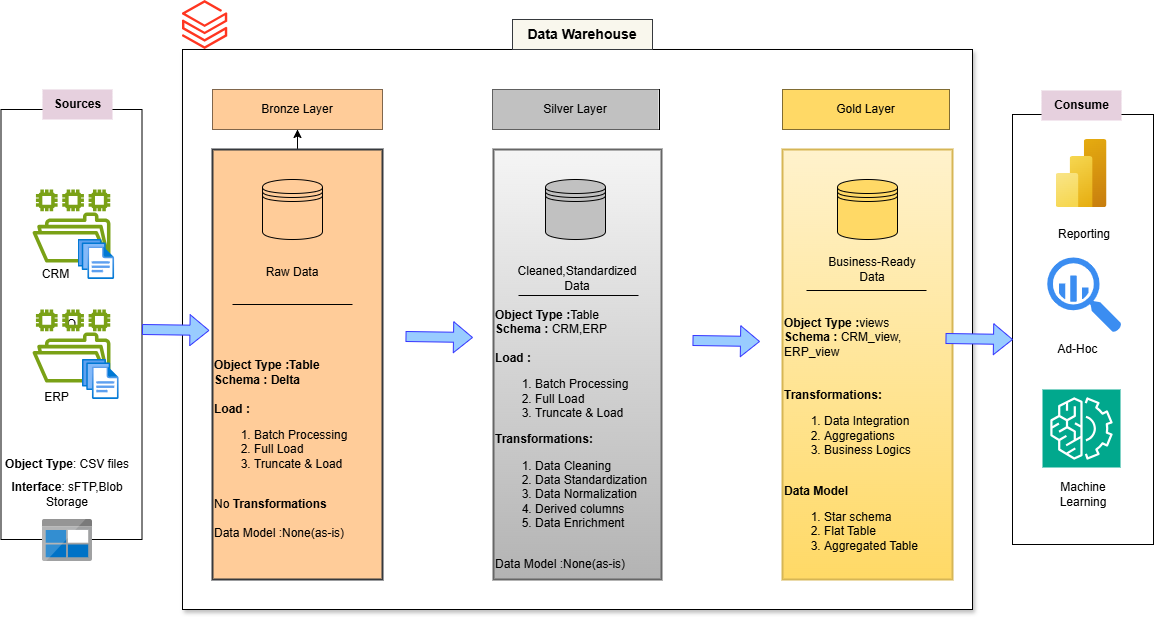 Data Warehouse
Sources
CRM
ERP
Object Type: CSV files
Interface: sFTP,Blob
Storage
Bronze Layer
Raw Data
Object Type :Table
Schema : Delta
Load :
1. Batch Processing
2. Full Load
3. Truncate & Load
No Transformations
Data Model :None(as-is)
Silver Layer
Cleaned,Standardized
Data
Object Type :Table
Schema : CRM,ERP
Load :
1. Batch Processing
2. Full Load
3. Truncate & Load
Transformations:
1. Data Cleaning
2. Data Standardization
3. Data Normalization
4. Derived columns
5. Data Enrichment
Data Model :None(as-is)
Gold Layer
Business-Ready
Data
Object Type :views
Schema : CRM_view,
ERP_view
Transformations:
1. Data Integration
2. Aggregations
3. Business Logics
Data Model
1. Star schema
2. Flat Table
3. Aggregated Table
Consume
Reporting
Ad-Hoc
Machine
Learning